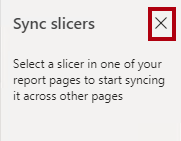 Sync slicers
Select a slicer in one of your
report pages to start syncing
it across other pages